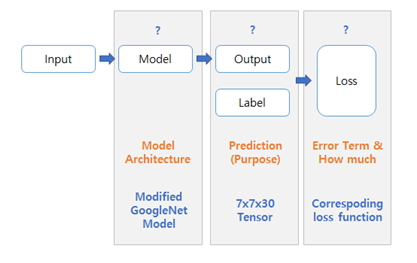 ?
?
?
Input
Model
Output
Label
Loss
Model
Architecture
Prediction
(Purpose)
Error Term &
How much
Modified
GoogleNet
Model
7x7x30
Tensor
Correspoding
loss function